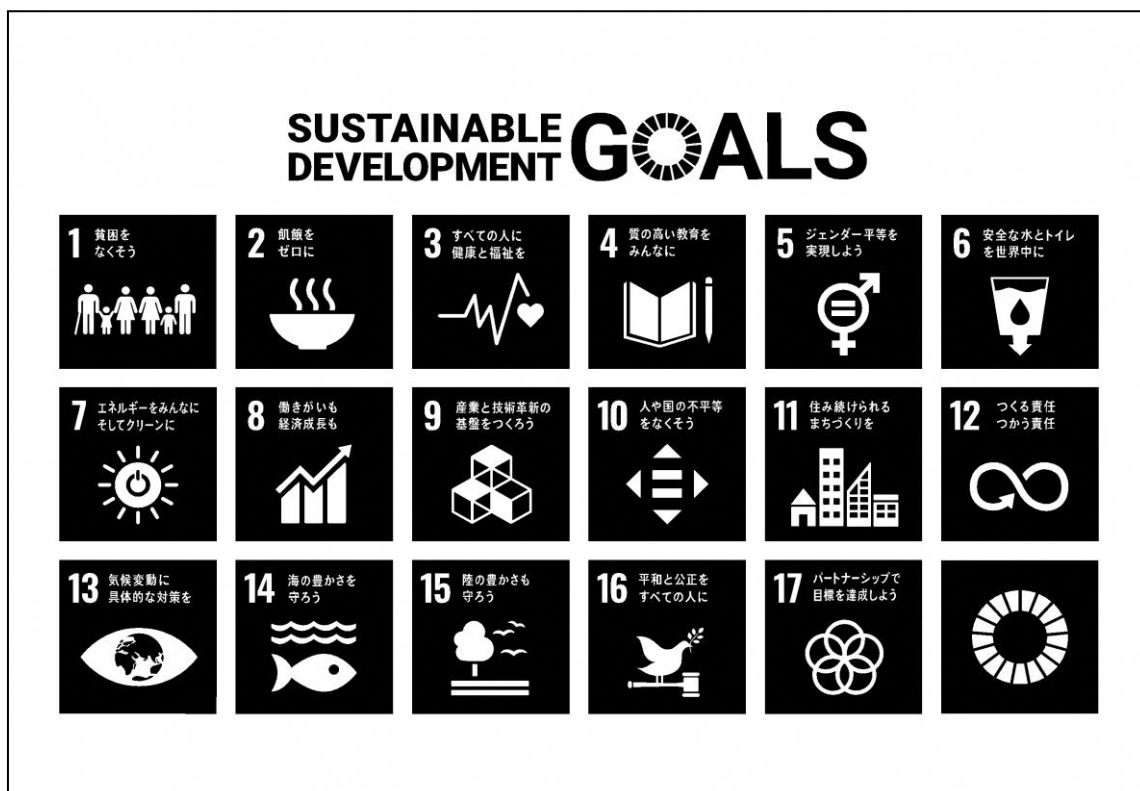 SUSTAINABLE
DEVELOPMENT
GOALS
1 貧困を
なくそう
2 飢餓を
ゼロに
3 すべての人に
健康と福祉を
4 質の高い教育を
みんなに
5 ジェンダー平等を
実現しよう
6 安全な水とトイレ
を世界中に
7 エネルギーをみんなに
そしてクリーンに
8 働きがいも
経済成長も
9 産業と技術革新の
基盤をつくろう
10 人や国の不平等
をなくそう
11 住み続けられる
まちづくりを
12 つくる責任
つかう責任
13 気候変動に
具体的な対策を
14 海の豊かさを
守ろう
15 陸の豊かさも
守ろう
16 平和と公正を
すべての人に
17 パートナーシップで
目標を達成しよう